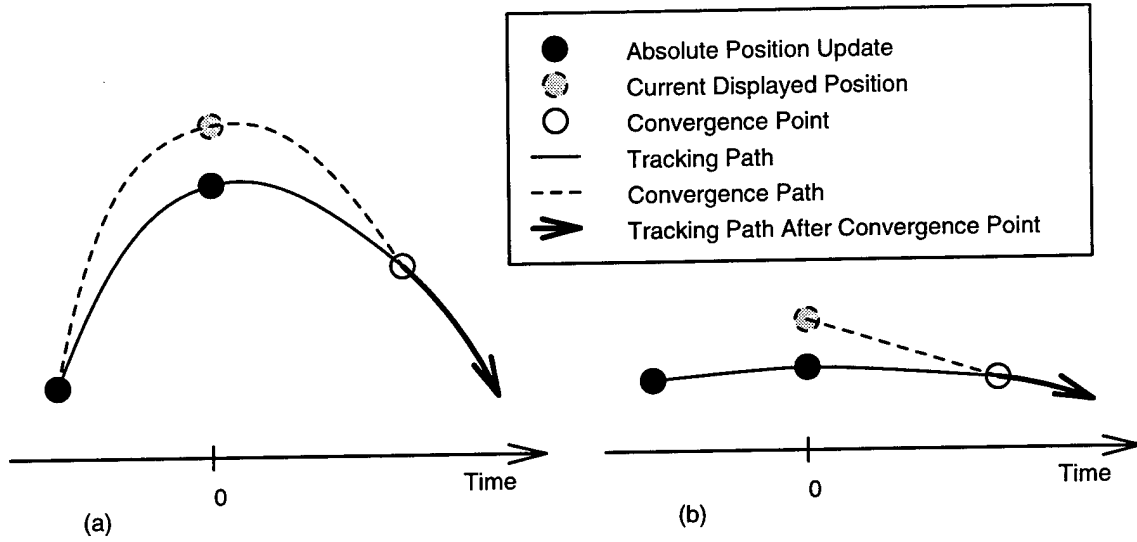 Absolute Position Update
Current Displayed Position
Convergence Point
Tracking Path
Convergence Path
Tracking Path After Convergence Point
0
Time
(a)
0
Time
(b)